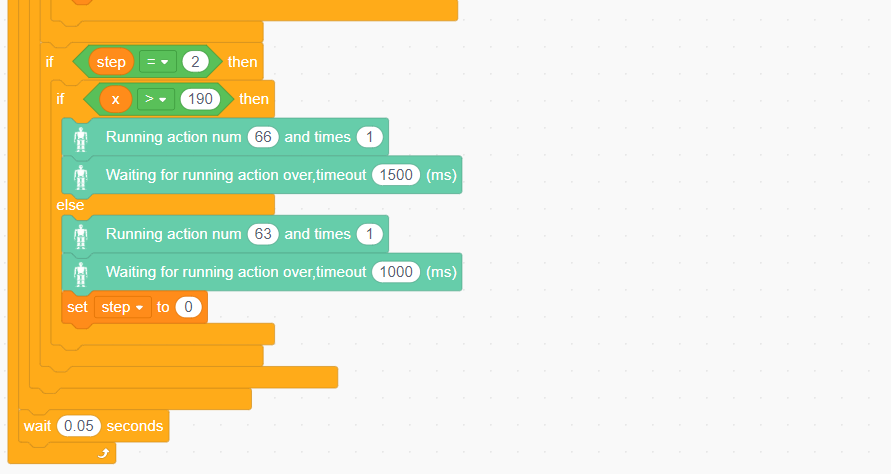 if step = 2 then
if x > 190 then
Running action num 66 and times 1
Waiting for running action over,timeout 1500 (ms)
else
Running action num 63 and times 1
Waiting for running action over,timeout 1000 (ms)
set step to 0
wait 0.05 seconds